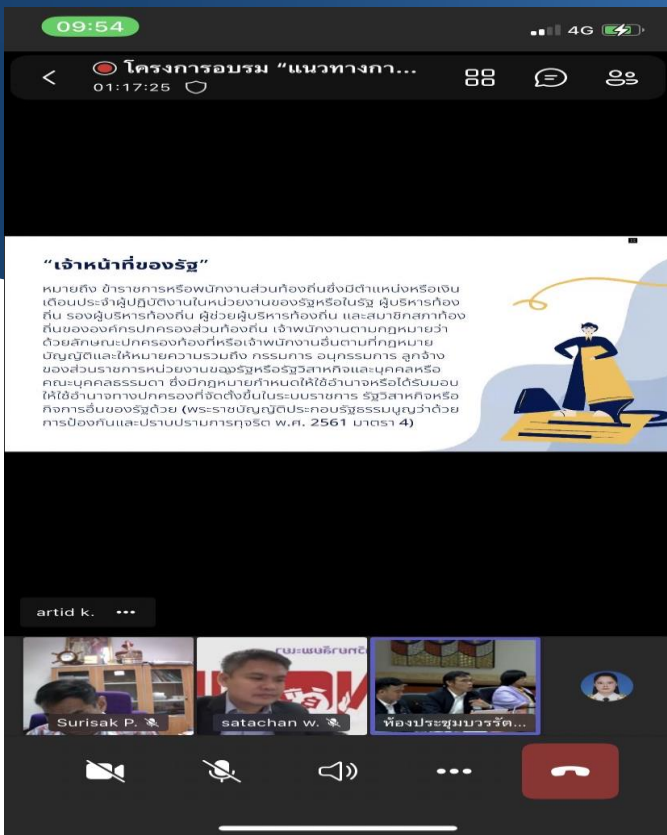 09:54
4G
โครงการอบรม “แนวทางกา...
01:17:25
“เจ้าหน้าที่ของรัฐ”
หมายถึง ข้าราชการหรือพนักงานส่วนท้องถิ่นซึ่งมีตำแหน่งหรือเงิน
เดือนประจำผู้ปฏิบัติงานในหน่วยงานของรัฐหรือในรัฐ ผู้บริหารท้อง
ถิ่น รองผู้บริหารท้องถิ่น ผู้ช่วยผู้บริหารท้องถิ่น และสมาชิกสภาท้อง
ถิ่นขององค์กรปกครองส่วนท้องถิ่น เจ้าพนักงานตามกฎหมายว่า
ด้วยลักษณะปกครองท้องที่หรือเจ้าพนักงานอื่นตามที่กฎหมาย
บัญญัติและให้หมายความรวมถึง กรรมการ อนุกรรมการ ลูกจ้าง
ของส่วนราชการหน่วยงานของรัฐหรือรัฐวิสาหกิจและบุคคลหรือ
คณะบุคคลธรรมดา ซึ่งมีกฎหมายกำหนดให้ใช้อำนาจหรือได้รับมอบ
ให้ใช้อำนาจทางปกครองที่จัดตั้งขึ้นในระบบราชการ รัฐวิสาหกิจหรือ
กิจการอื่นของรัฐด้วย (พระราชบัญญัติประกอบรัฐธรรมนูญว่าด้วย
การป้องกันและปราบปรามการทุจริต พ.ศ. 2561 มาตรา 4)
artid k.
Surisak P.
satachan w.
ห้องประชุมบวรรัต...